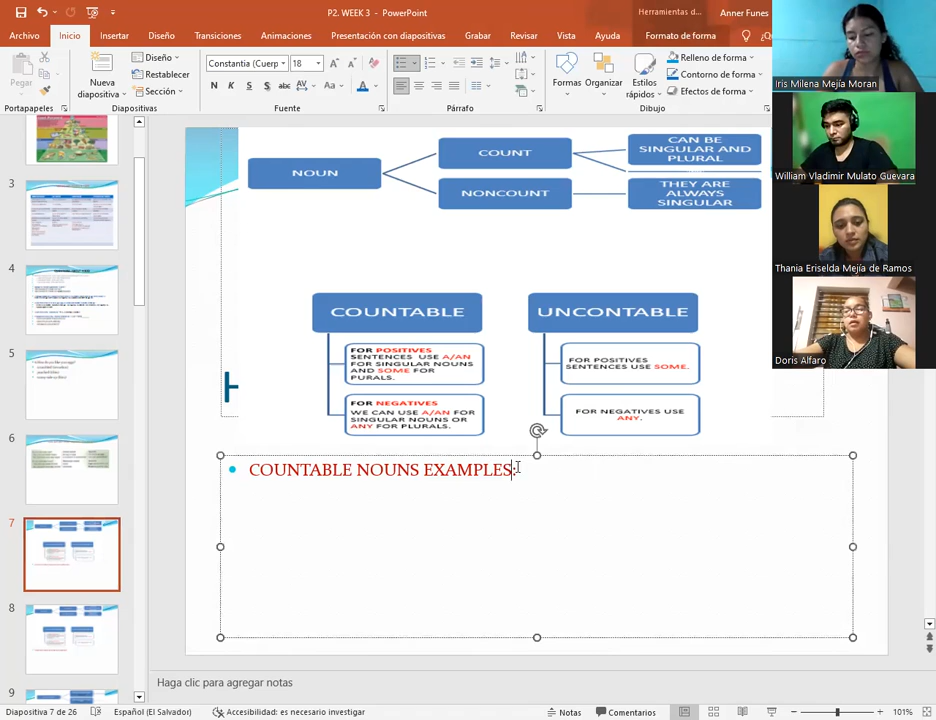 P2. WEEK 3 - PowerPoint
Herramientas d...
Anner Funes
Archivo
Inicio
Insertar
Diseño
Transiciones
Animaciones
Presentación con diapositivas
Grabar
Revisar
Vista
Ayuda
Formato de forma
Pegar
Nueva
diapositiva
Diseño
Restablecer
Sección
Constantia (Cuerp
18
N K S abc AV Aa A
Organizar
Formas
Estilos
rápidos
Relleno de forma
Contorno de forma
Efectos de forma
Portapapeles
Diapositivas
Fuente
Párrafo
Dibujo
Iris Milena Mejía Moran
William Vladimir Mulato Guevara
Thania Eriselda Mejía de Ramos
Doris Alfaro
3
4
5
6
7
8
9
NOUN
COUNT
NONCOUNT
CAN BE
SINGULAR AND
PLURAL
THEY ARE
ALWAYS
SINGULAR
COUNTABLE
FOR POSITIVES
SENTENCES USE A/AN
FOR SINGULAR NOUNS
AND SOME FOR
PURALS.
FOR NEGATIVES
WE CAN USE A/AN FOR
SINGULAR NOUNS OR
ANY FOR PLURALS.
UNCONTABLE
FOR POSITIVES
SENTENCES USE SOME.
FOR NEGATIVES USE
ANY.
H
• COUNTABLE NOUNS EXAMPLES:
Haga clic para agregar notas
Diapositiva 7 de 26
Español (El Salvador)
Accesibilidad: es necesario investigar
Notas
Comentarios
101%